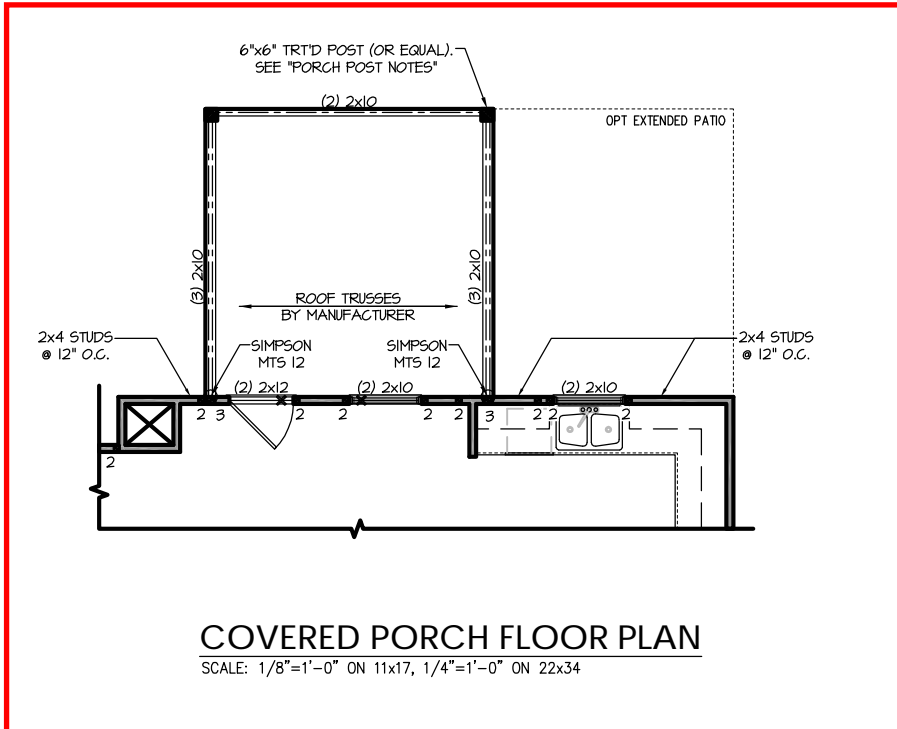 6"x6" TRT'D POST (OR EQUAL).
SEE "PORCH POST NOTES"
(2) 2x10
OPT EXTENDED PATIO
(3) 2x10
(3) 2x10
ROOF TRUSSES
BY MANUFACTURER
2x4 STUDS
@ 12" O.C.
SIMPSON
MTS 12
SIMPSON
MTS 12
2x4 STUDS
@ 12" O.C.
(2) 2x12
(2) 2x10
(2) 2x10
2 3 2 2 2 2 3 2 2 2
2
COVERED PORCH FLOOR PLAN
SCALE: 1/8"=1'-0" ON 11x17, 1/4"=1'-0" ON 22x34